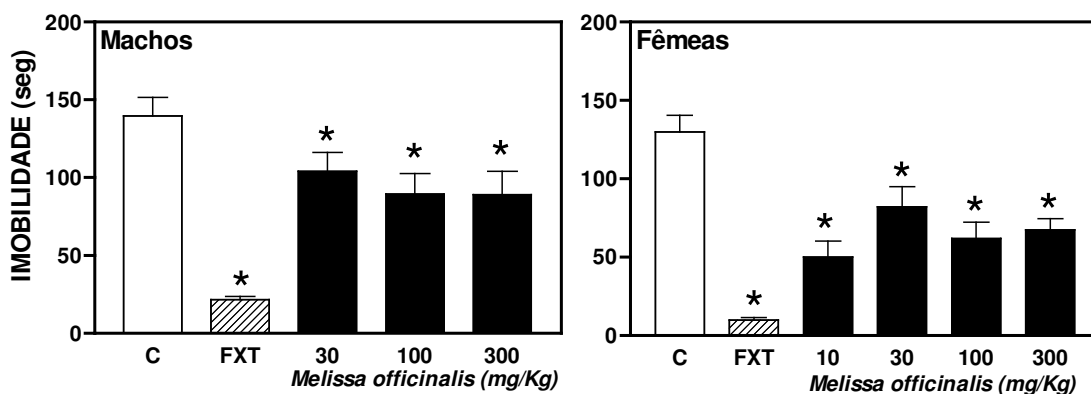 Machos
IMOBILIDADE (seg)
200
150
100
50
0
*
*
*
*
C FXT 30 100 300
Melissa officinalis (mg/Kg)
Fêmeas
200
150
100
50
0
*
*
*
*
*
C FXT 10 30 100 300
Melissa officinalis (mg/Kg)